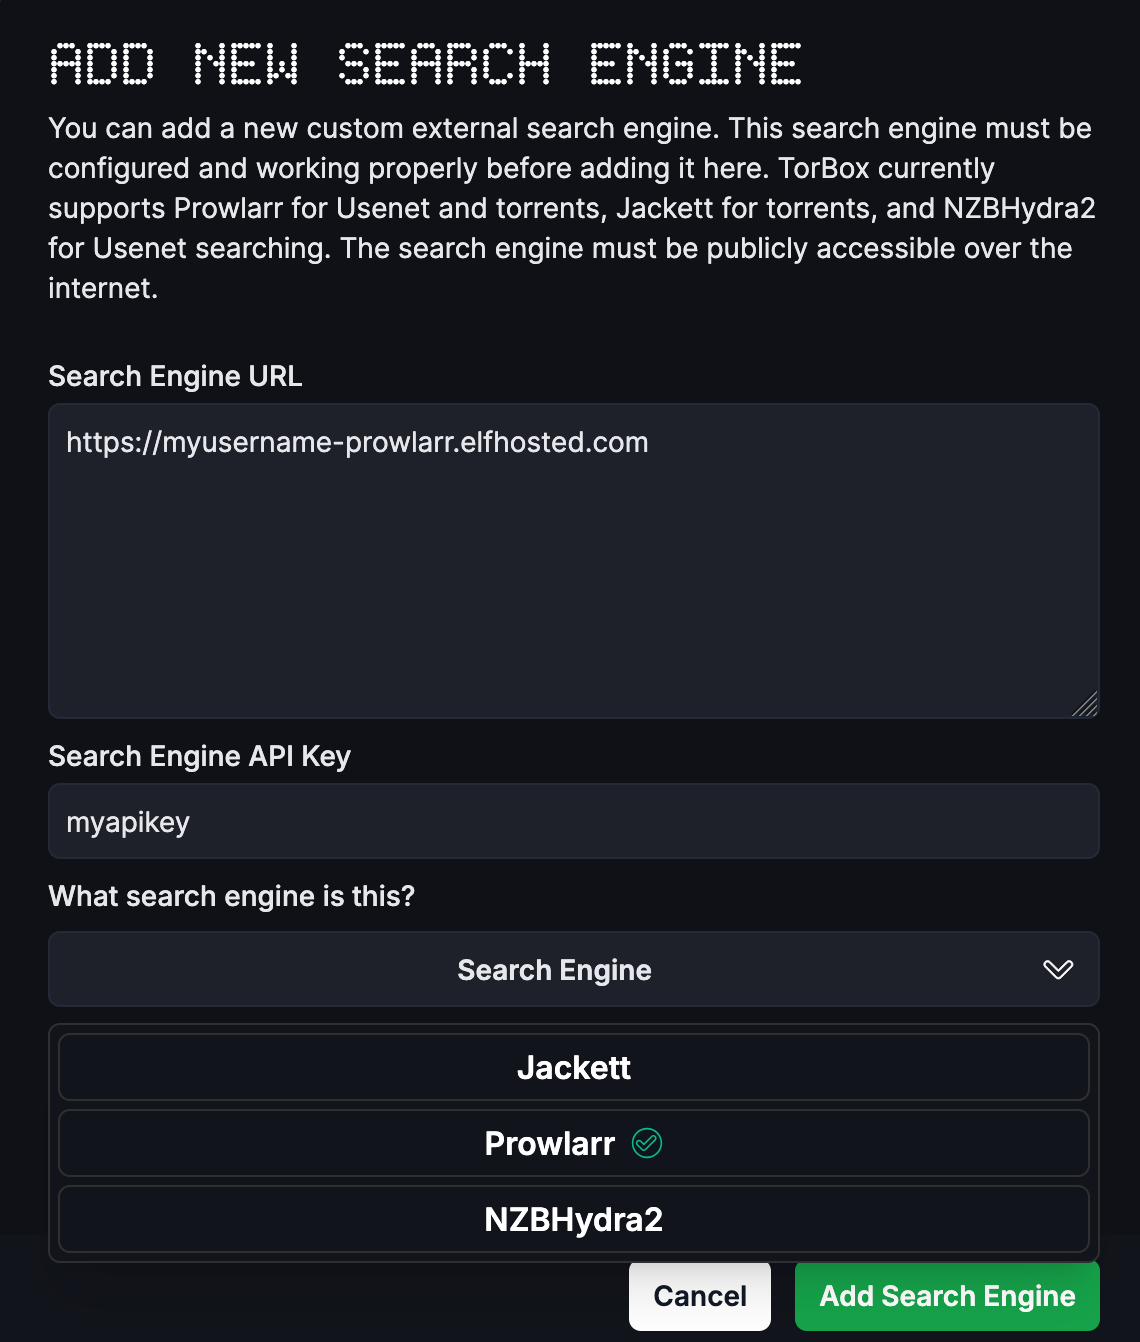 ADD NEW SEARCH ENGINE
You can add a new custom external search engine. This search engine must be
configured and working properly before adding it here. TorBox currently
supports Prowlarr for Usenet and torrents, Jackett for torrents, and NZBHydra2
for Usenet searching. The search engine must be publicly accessible over the
internet.
Search Engine URL
https://myusername-prowlarr.elfhosted.com
Search Engine API Key
myapikey
What search engine is this?
Search Engine
Jackett
Prowlarr
NZBHydra2
Cancel
Add Search Engine